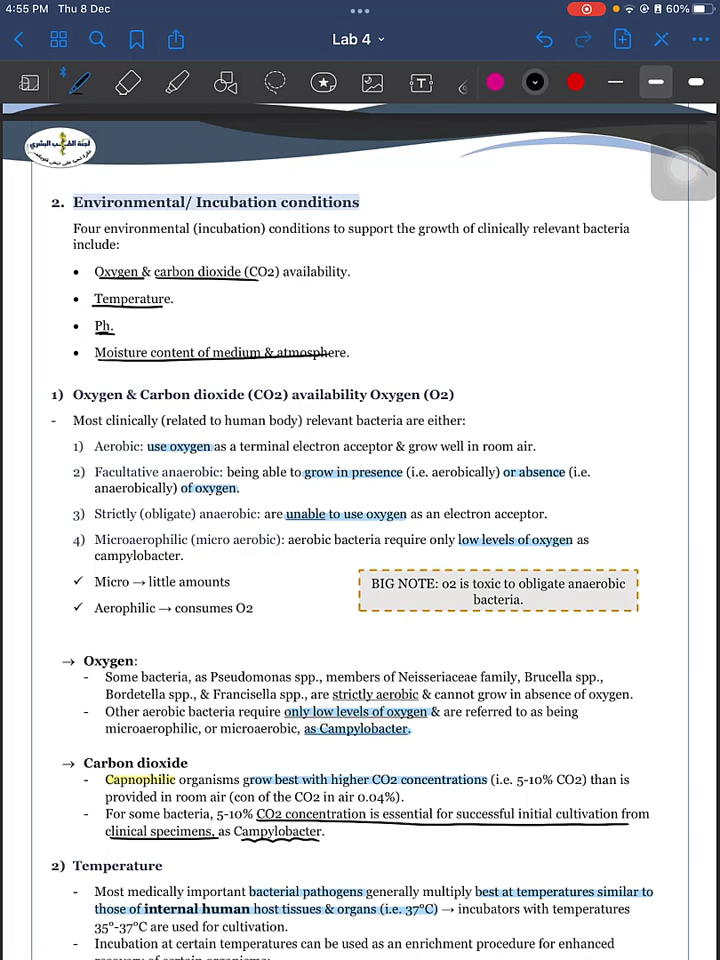 4:55 PM Thu 8 Dec
60%
Lab 4
لجنة الطب البشري
2. Environmental/ Incubation conditions
Four environmental (incubation) conditions to support the growth of clinically relevant bacteria
include:
• Oxygen & carbon dioxide (CO2) availability.
• Temperature.
• Ph.
• Moisture content of medium & atmosphere.
1) Oxygen & Carbon dioxide (CO2) availability Oxygen (O2)
- Most clinically (related to human body) relevant bacteria are either:
1) Aerobic: use oxygen as a terminal electron acceptor & grow well in room air.
2) Facultative anaerobic: being able to grow in presence (i.e. aerobically) or absence (i.e.
anaerobically) of oxygen.
3) Strictly (obligate) anaerobic: are unable to use oxygen as an electron acceptor.
4) Microaerophilic (micro aerobic): aerobic bacteria require only low levels of oxygen as
campylobacter.
✓ Micro → little amounts
✓ Aerophilic → consumes O2
BIG NOTE: o2 is toxic to obligate anaerobic
bacteria.
→ Oxygen:
- Some bacteria, as Pseudomonas spp., members of Neisseriaceae family, Brucella spp.,
Bordetella spp., & Francisella spp., are strictly aerobic & cannot grow in absence of oxygen.
- Other aerobic bacteria require only low levels of oxygen & are referred to as being
microaerophilic, or microaerobic, as Campylobacter.
→ Carbon dioxide
- Capnophilic organisms grow best with higher CO2 concentrations (i.e. 5-10% CO2) than is
provided in room air (con of the CO2 in air 0.04%).
- For some bacteria, 5-10% CO2 concentration is essential for successful initial cultivation from
clinical specimens, as Campylobacter.
2) Temperature
- Most medically important bacterial pathogens generally multiply best at temperatures similar to
those of internal human host tissues & organs (i.e. 37°C) → incubators with temperatures
35°-37°C are used for cultivation.
- Incubation at certain temperatures can be used as an enrichment procedure for enhanced
recovery of certain organisms: